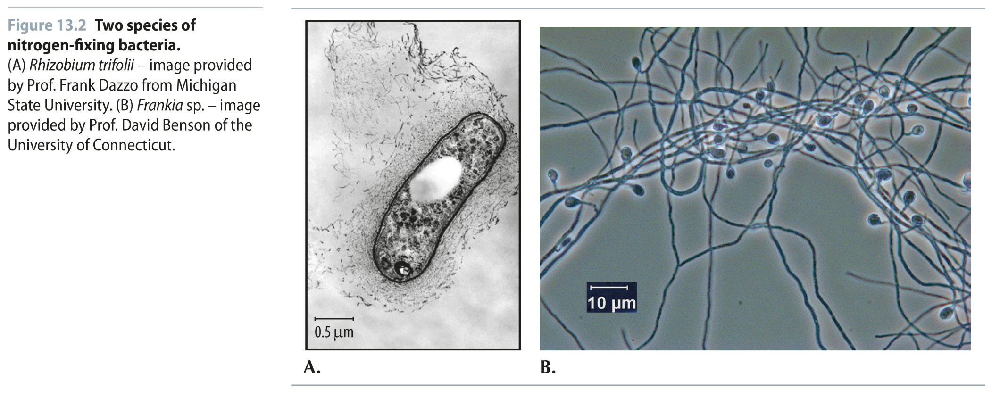 Figure 13.2 Two species of
nitrogen-fixing bacteria.
(A) Rhizobium trifolii – image provided
by Prof. Frank Dazzo from Michigan
State University. (B) Frankia sp. – image
provided by Prof. David Benson of the
University of Connecticut.
0.5 μm
10 μm
A.
B.